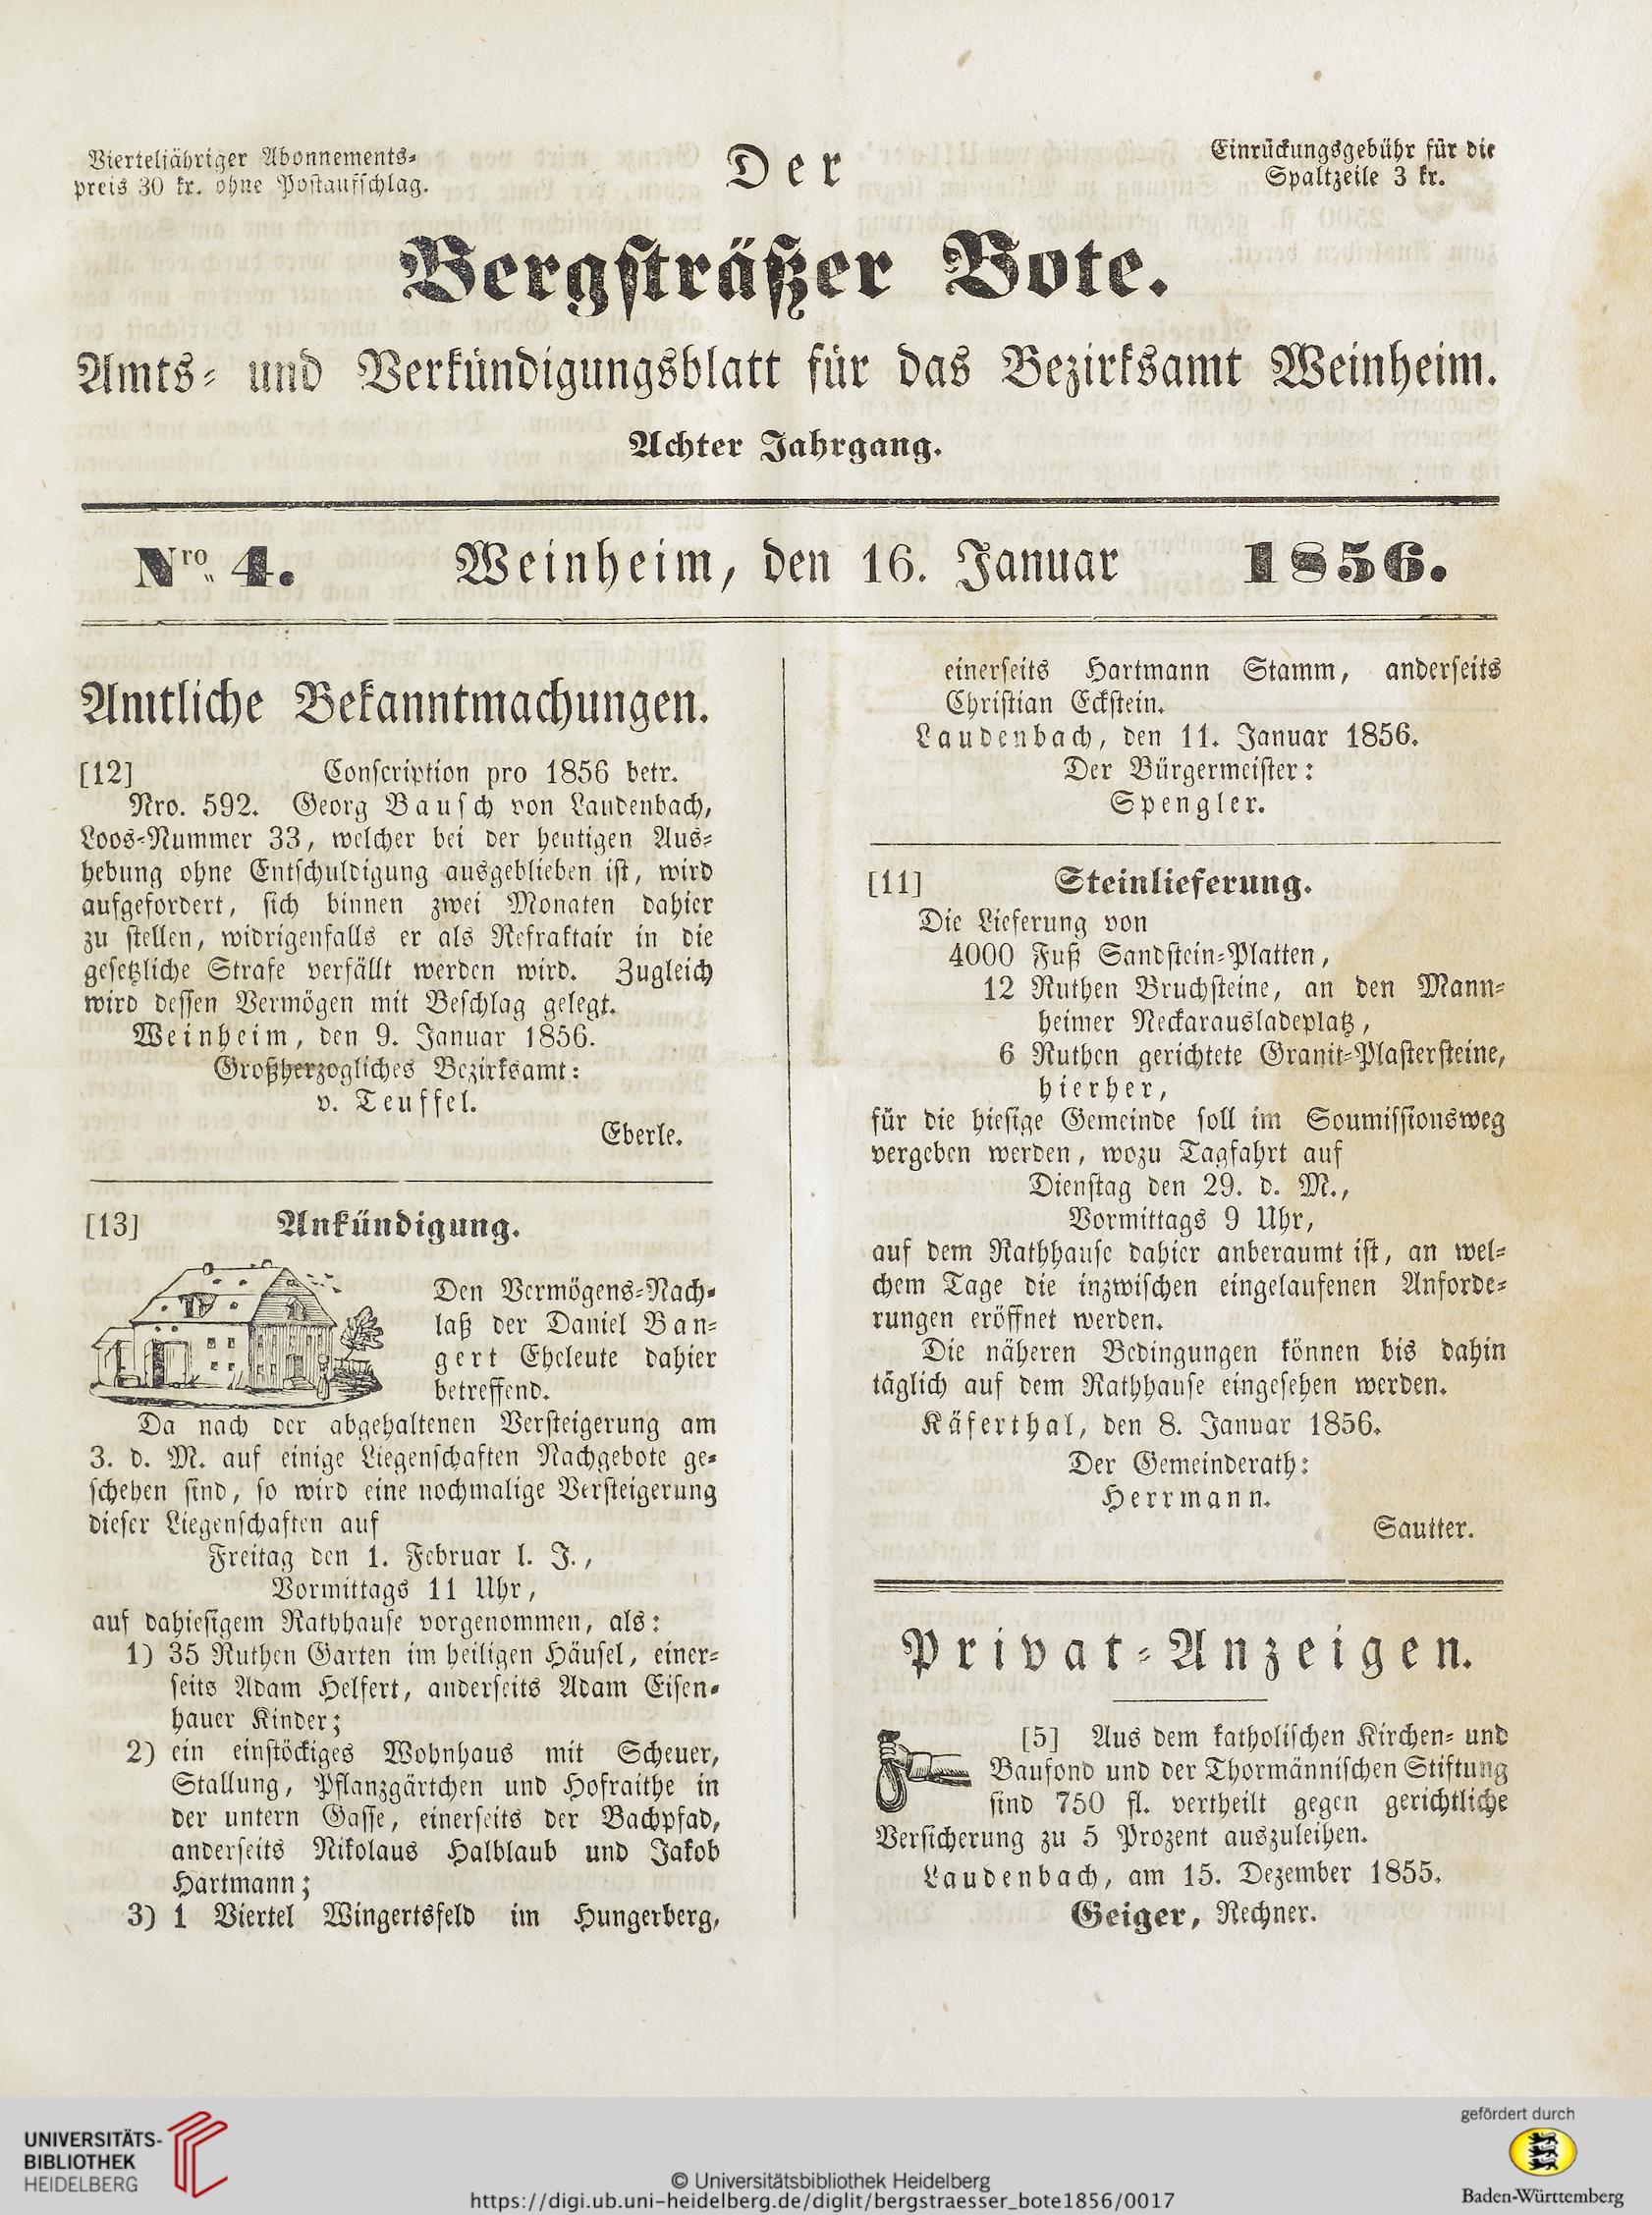 Vierteljähriger Abonnements-
preis 30 kr. ohne Postaufschlag.
Der
Einrückungsgebühr für die
Spaltzeile 3 kr.
Bergsträßer Bote.
Amts- und Verkündigungsblatt für das Bezirksamt Weinheim.
Achter Jahrgang.
Nro. 4. Weinheim, den 16. Januar 1856.
Amtliche Bekanntmachungen.
[12] Conscription pro 1856 betr.
Nro. 592. Georg Bausch von Laudenbach,
Loos-Nummer 33, welcher bei der heutigen Aus-
hebung ohne Entschuldigung ausgeblieben ist, wird
aufgefordert, sich binnen zwei Monaten dahier
zu stellen, widrigenfalls er als Refraktair in die
gesetzliche Strafe verfällt werden wird. Zugleich
wird dessen Vermögen mit Beschlag gelegt.
Weinheim, den 9. Januar 1856.
Großherzogliches Bezirksamt:
v. Teuffel.
Eberle.
[13] Ankündigung.
Den Vermögens-Nach-
laß der Daniel Ban-
gert Eheleute dahier
betreffend.
Da nach der abgehaltenen Versteigerung am
3. d. M. auf einige Liegenschaften Nachgebote ge-
schehen sind, so wird eine nochmalige Versteigerung
dieser Liegenschaften auf
Freitag den 1. Februar l. J.,
Vormittags 11 Uhr,
auf dahiesigem Rathhause vorgenommen, als:
1) 35 Ruthen Garten im heiligen Häusel, einer-
seits Adam Helfert, anderseits Adam Eisen-
hauer Kinder;
2) ein einstöckiges Wohnhaus mit Scheuer,
Stallung, Pflanzgärtchen und Hofraithe in
der untern Gasse, einerseits der Bachpfad,
anderseits Nikolaus Halblaub und Jakob
Hartmann;
3) 1 Viertel Wingertsfeld im Hungerberg,
einerseits Hartmann Stamm, anderseits
Christian Eckstein.
Laudenbach, den 11. Januar 1856.
Der Bürgermeister:
Spengler.
[11] Steinlieferung.
Die Lieferung von
4000 Fuß Sandstein-Platten,
12 Ruthen Bruchsteine, an den Mann-
heimer Neckarausladeplatz,
6 Ruthen gerichtete Granit-Plastersteine,
hierher,
für die hiesige Gemeinde soll im Soumissionsweg
vergeben werden, wozu Tagfahrt auf
Dienstag den 29. d. M.,
Vormittags 9 Uhr,
auf dem Rathhause dahier anberaumt ist, an wel-
chem Tage die inzwischen eingelaufenen Anforde-
rungen eröffnet werden.
Die näheren Bedingungen können bis dahin
täglich auf dem Rathhause eingesehen werden.
Käferthal, den 8. Januar 1856.
Der Gemeinderath:
Herrmann.
Sautter.
Privat-Anzeigen.
[5] Aus dem katholischen Kirchen- und
Baufond und der Thormännischen Stiftung
sind 750 fl. vertheilt gegen gerichtliche
Versicherung zu 5 Prozent auszuleihen.
Laudenbach, am 15. Dezember 1855.
Geiger, Rechner.
UNIVERSITÄTS-
BIBLIOTHEK
HEIDELBERG
© Universitätsbibliothek Heidelberg
https://digi.ub.uni-heidelberg.de/diglit/bergstraesser_bote1856/0017
gefördert durch
Baden-Württemberg